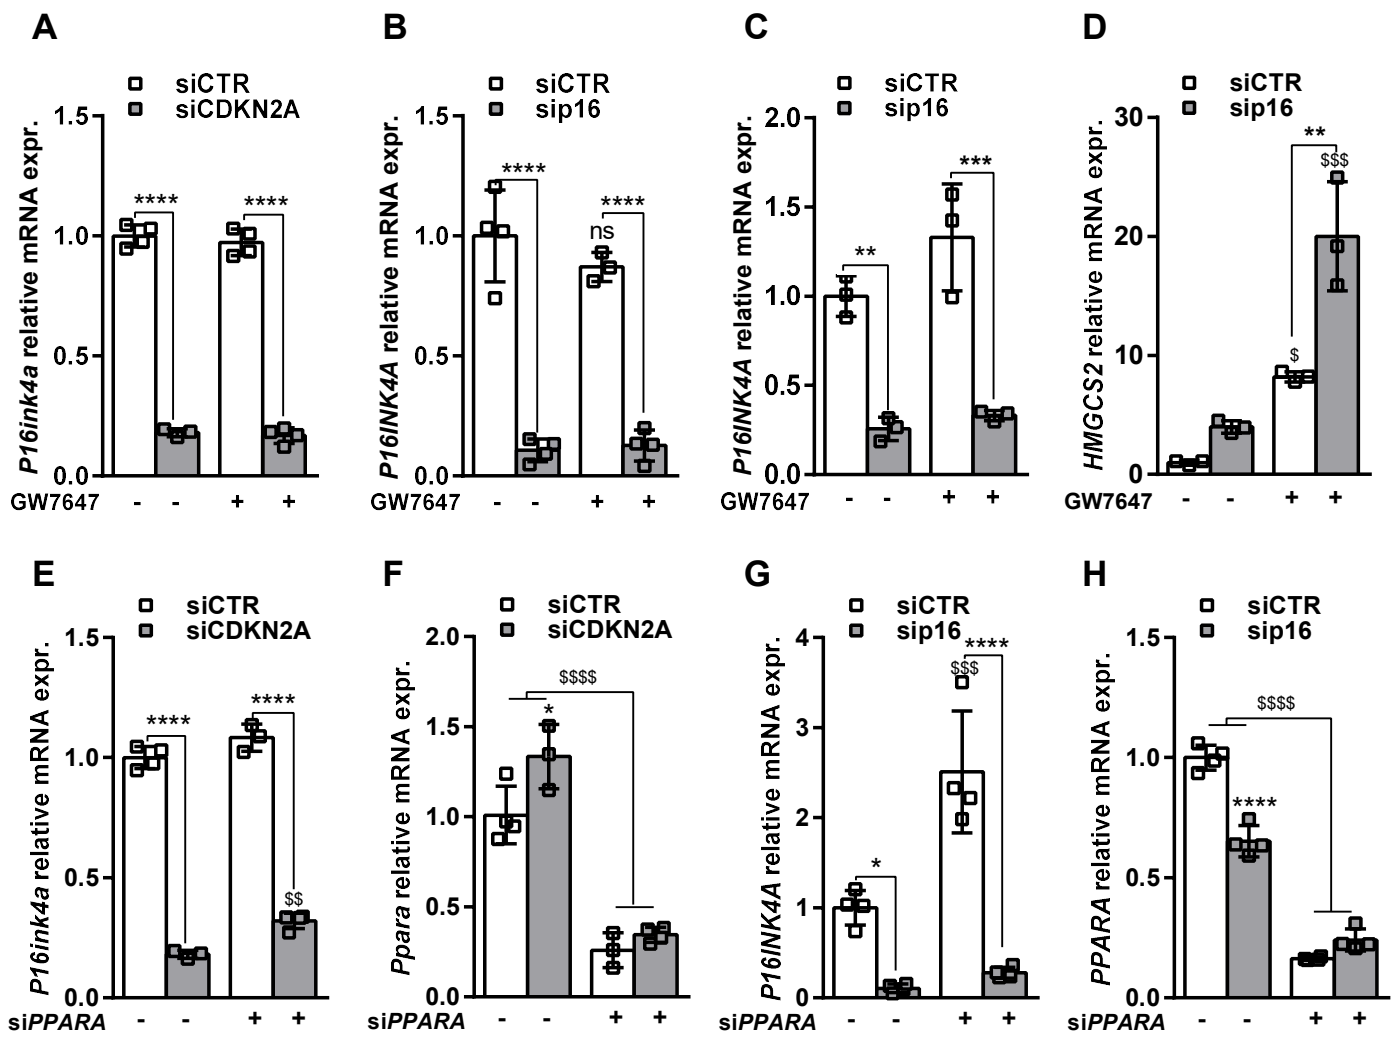 A
siCTR
siCDKN2A
P16ink4a relative mRNA expr.
1.5
1.0
0.5
0.0
****
****
GW7647 - - + +
B
siCTR
sip16
P16INK4A relative mRNA expr.
1.5
1.0
0.5
0.0
****
****
ns
GW7647 - - + +
C
siCTR
sip16
P16INK4A relative mRNA expr.
2.0
1.5
1.0
0.5
0.0
**
***
GW7647 - - + +
D
siCTR
sip16
HMGCS2 relative mRNA expr.
30
20
10
0
**
$$$
$
GW7647 - - + +
E
siCTR
siCDKN2A
P16ink4a relative mRNA expr.
1.5
1.0
0.5
0.0
****
****
$$
siPPARA - - + +
F
siCTR
siCDKN2A
Ppara relative mRNA expr.
2.0
1.5
1.0
0.5
0.0
$$$$
*
siPPARA - - + +
G
siCTR
sip16
P16INK4A relative mRNA expr.
4
3
2
1
0
****
$$$
*
siPPARA - - + +
H
siCTR
sip16
PPARA relative mRNA expr.
1.5
1.0
0.5
0.0
$$$$
****
siPPARA - - + +